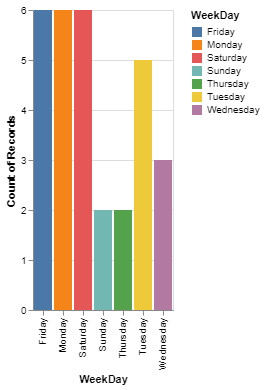 WeekDay
Friday
Monday
Saturday
Sunday
Thursday
Tuesday
Wednesday
6
5
4
3
2
1
0
Count of Records
Friday
Monday
Saturday
Sunday
Thursday
Tuesday
Wednesday
WeekDay